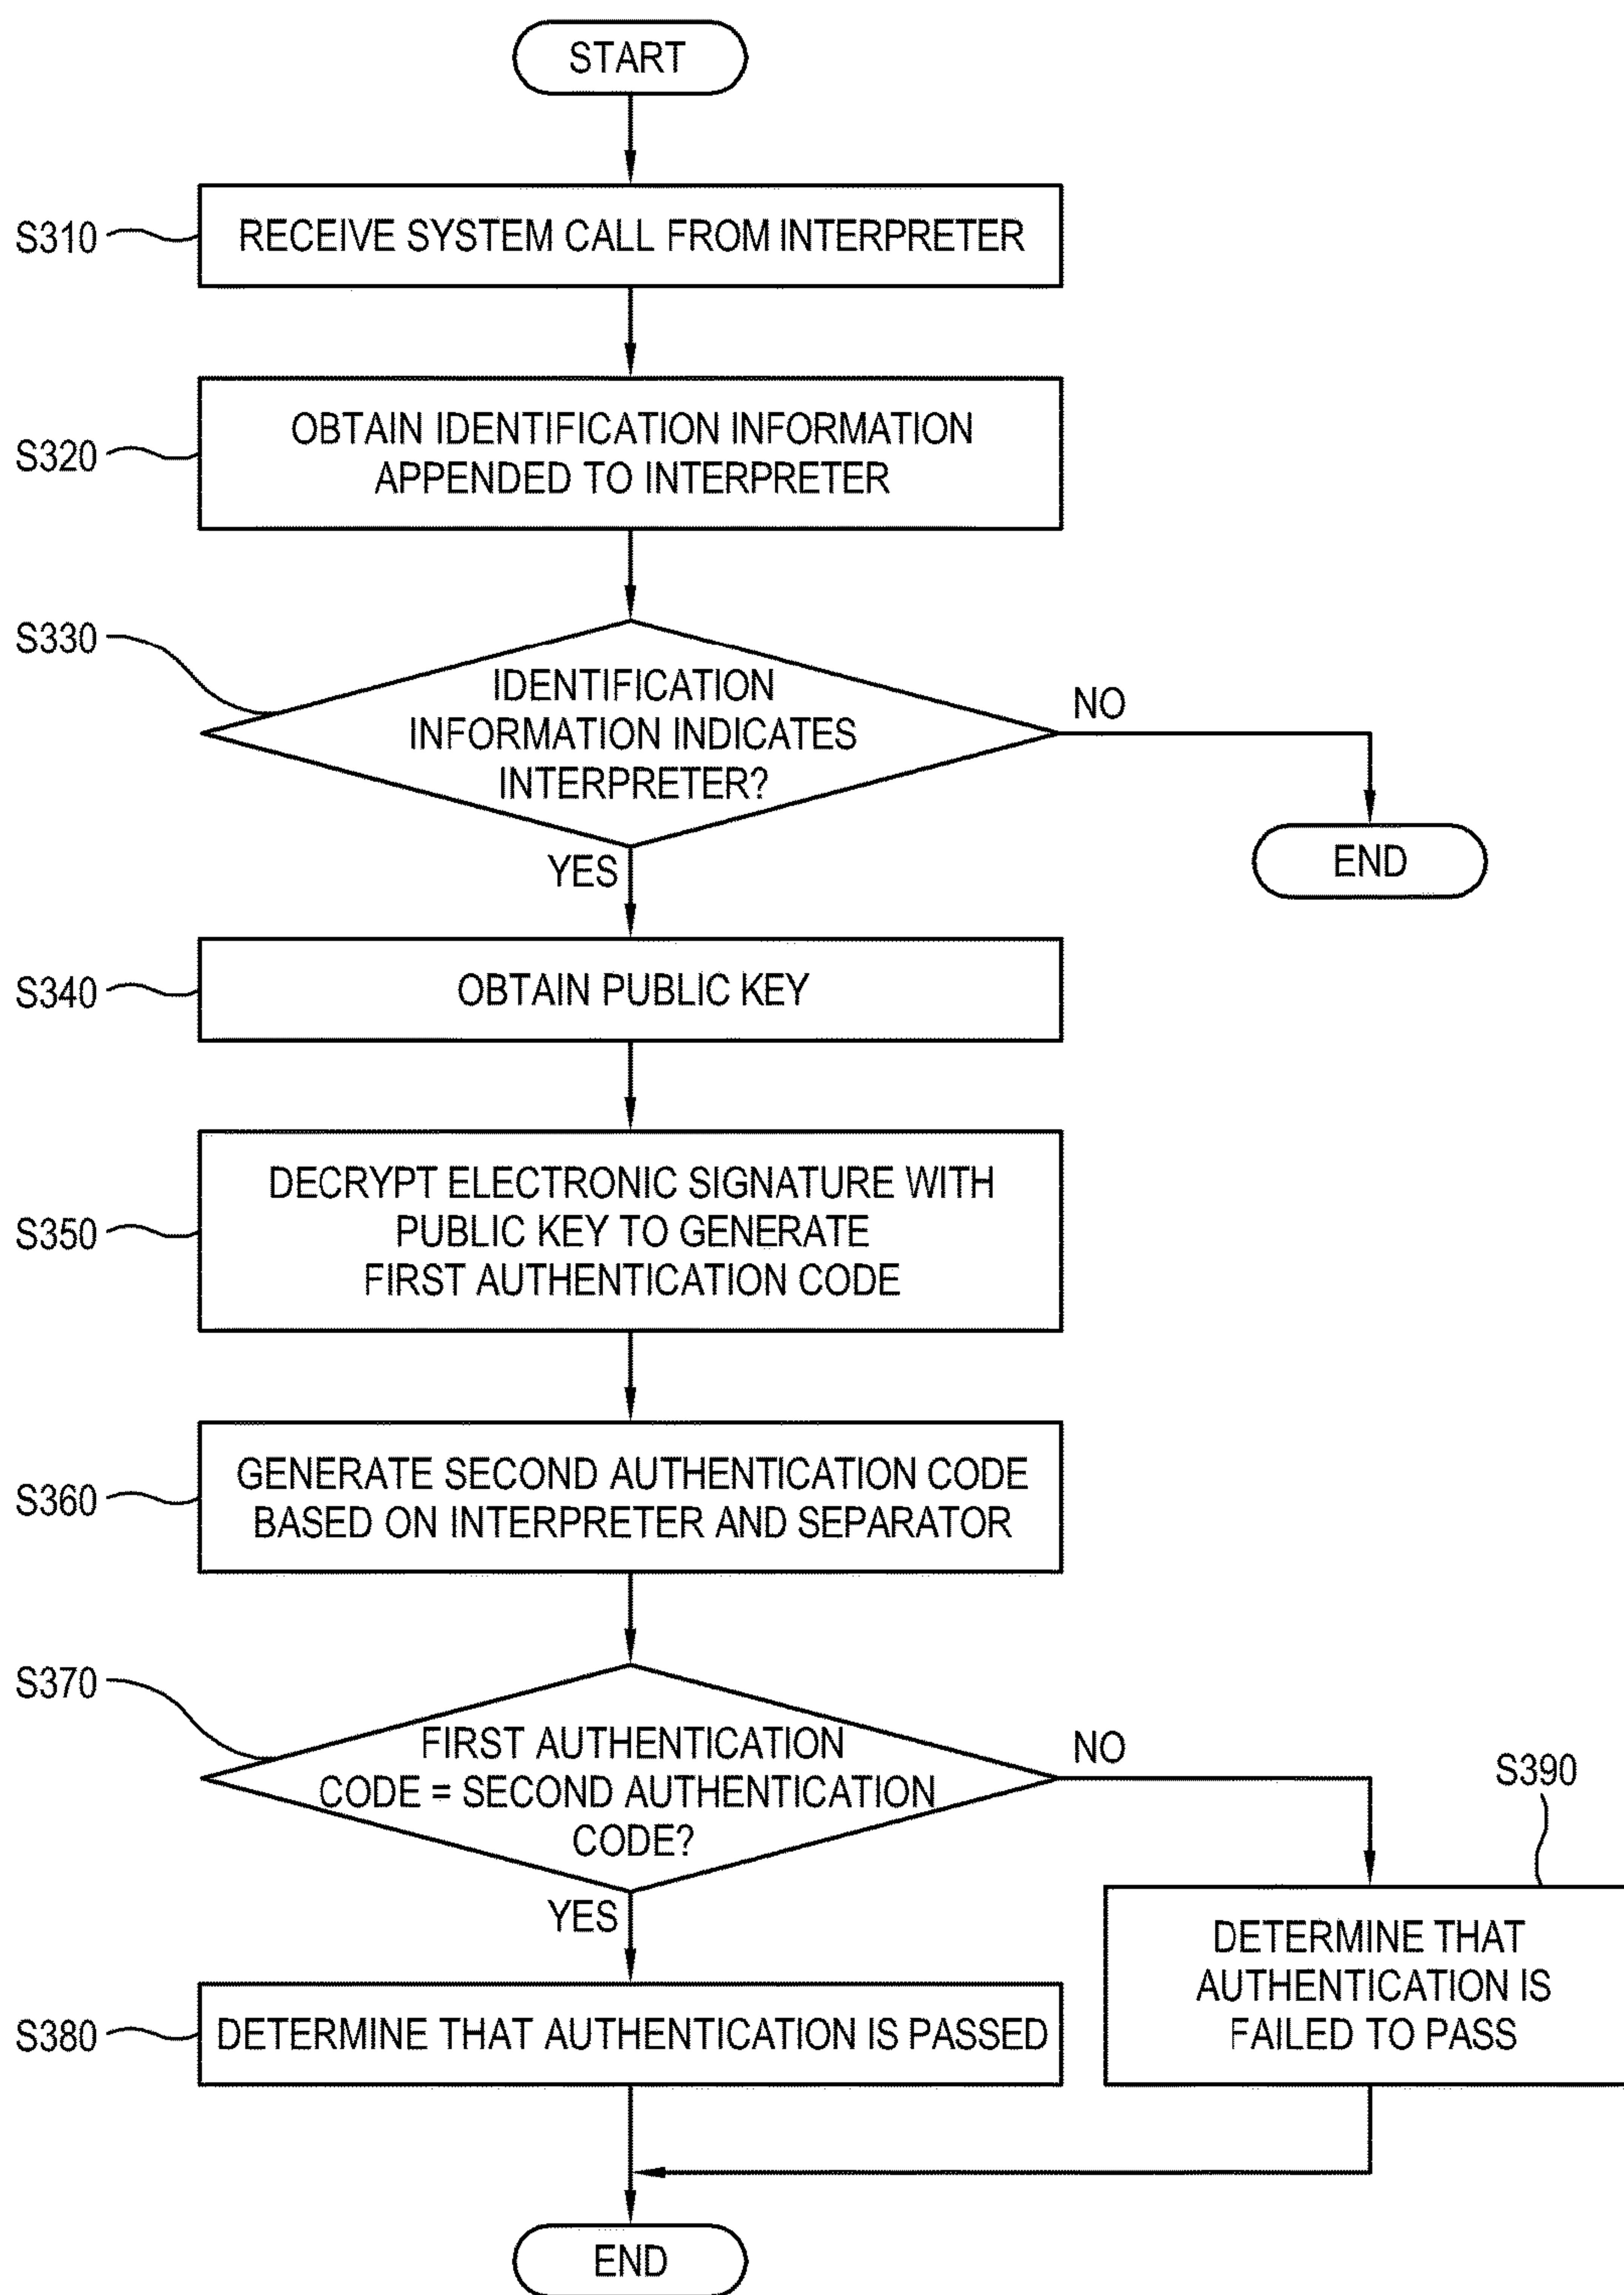 START
S310
RECEIVE SYSTEM CALL FROM INTERPRETER
S320
OBTAIN IDENTIFICATION INFORMATION
APPENDED TO INTERPRETER
S330
IDENTIFICATION
INFORMATION INDICATES
INTERPRETER?
NO
END
YES
S340
OBTAIN PUBLIC KEY
S350
DECRYPT ELECTRONIC SIGNATURE WITH
PUBLIC KEY TO GENERATE
FIRST AUTHENTICATION CODE
S360
GENERATE SECOND AUTHENTICATION CODE
BASED ON INTERPRETER AND SEPARATOR
S370
FIRST AUTHENTICATION
CODE = SECOND AUTHENTICATION
CODE?
NO
S390
YES
DETERMINE THAT
AUTHENTICATION IS
FAILED TO PASS
S380
DETERMINE THAT AUTHENTICATION IS PASSED
END